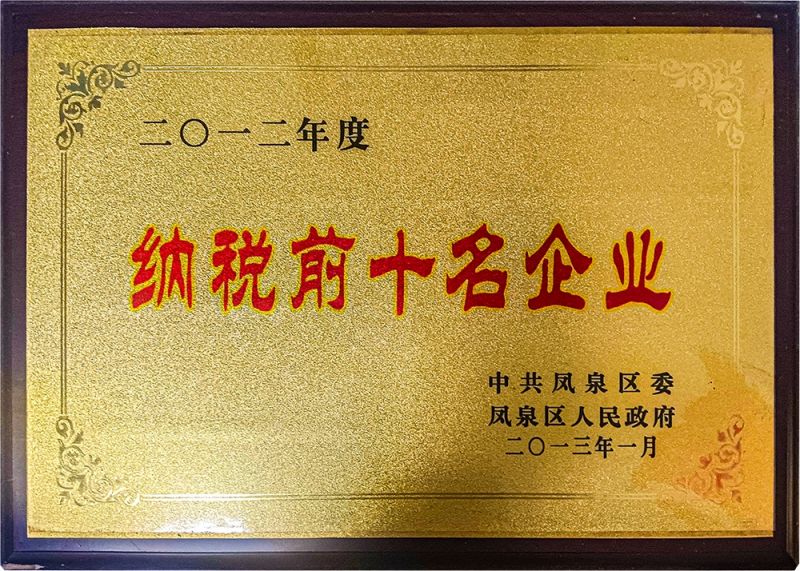 二〇一二年度
纳税前十名企业
中共凤泉区委
凤泉区人民政府
二〇一三年一月